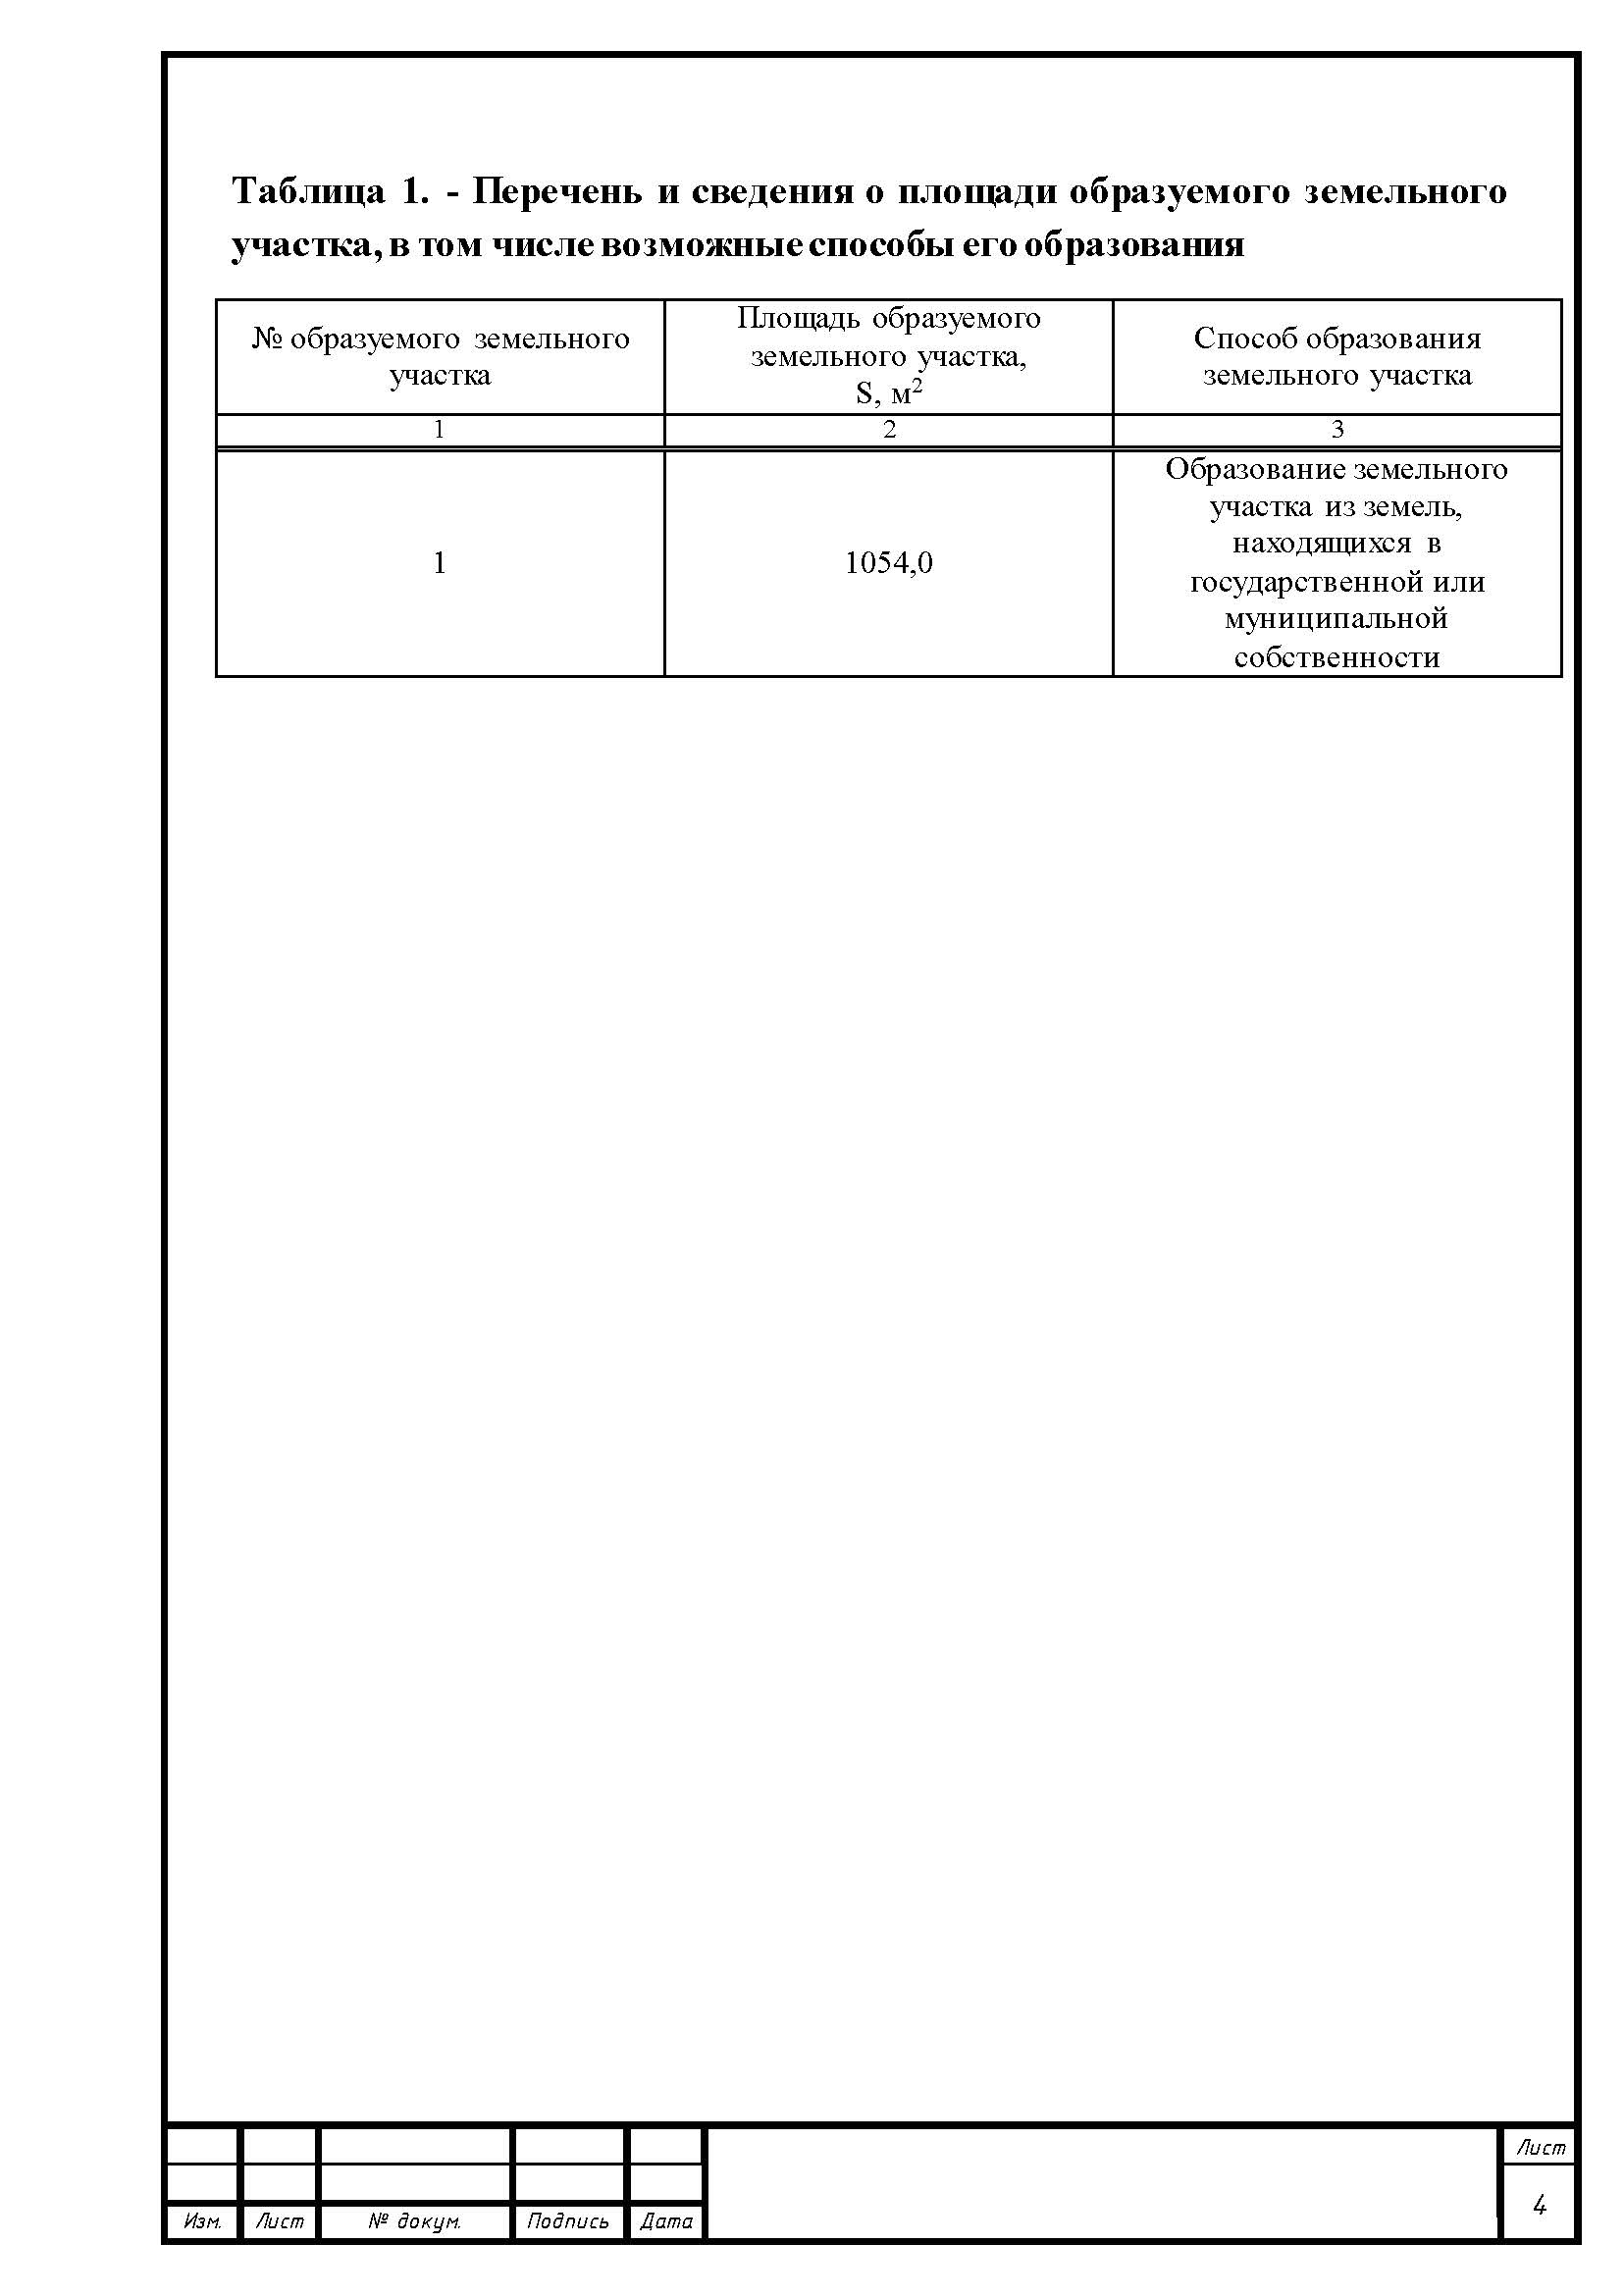 Таблица 1. - Перечень и сведения о площади образуемого земельного
участка, в том числе возможные способы его образования
№ образуемого земельного
участка
Площадь образуемого
земельного участка,
S, м²
Способ образования
земельного участка
1
2
3
1
1054,0
Образование земельного
участка из земель,
находящихся в
государственной или
муниципальной
собственности
Лист
4
Изм.
Лист
№ докум.
Подпись
Дата